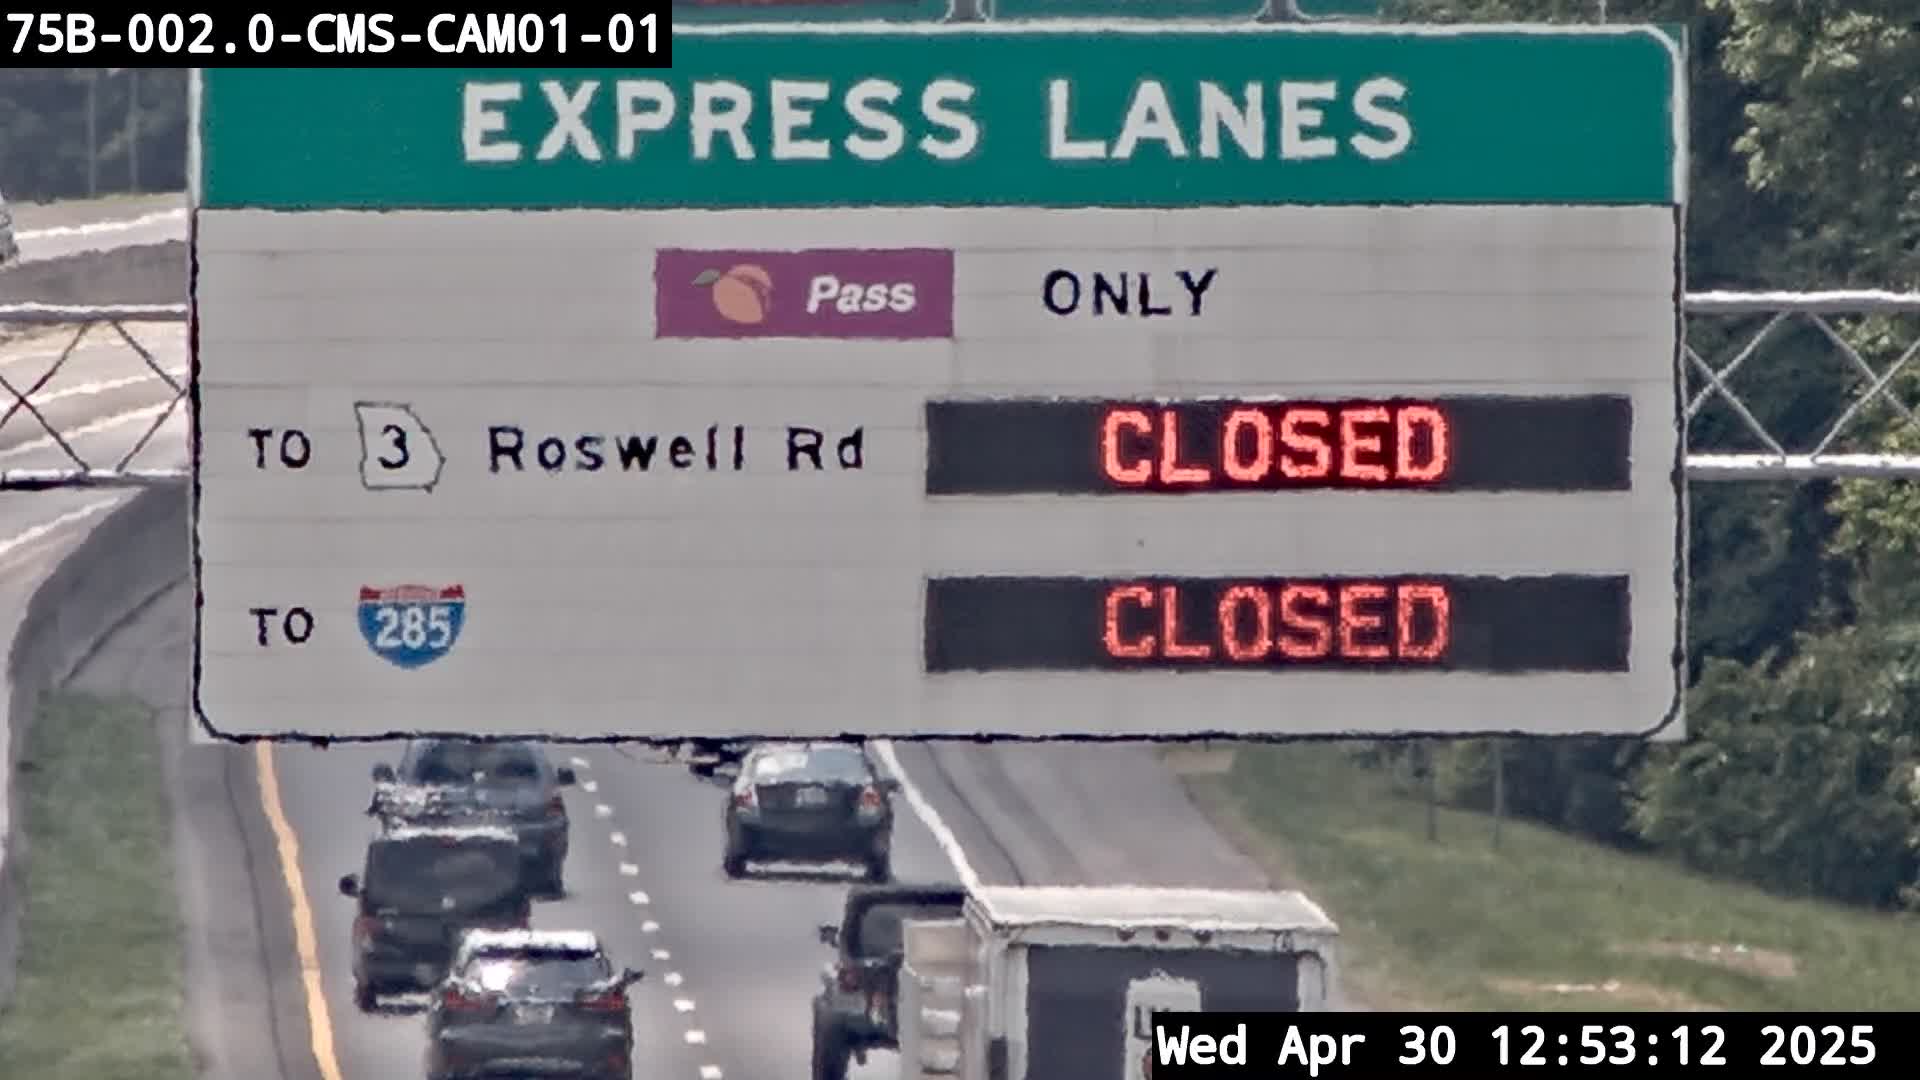 75B-002.0-CMS-CAM01-01
EXPRESS LANES
Pass ONLY
TO 3 Roswell Rd CLOSED
TO 285 CLOSED
Wed Apr 30 12:53:12 2025